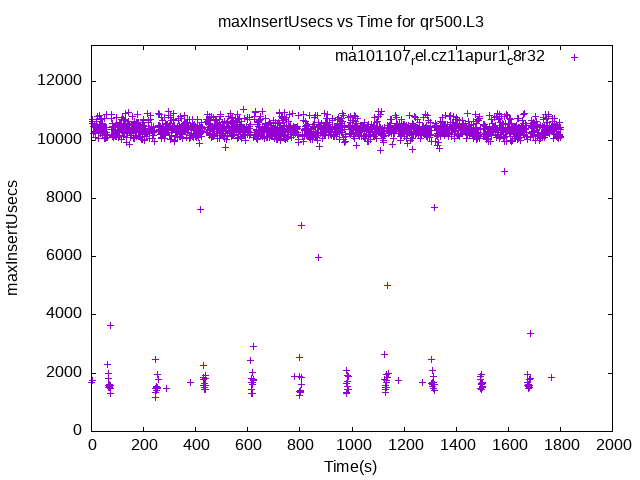 maxInsertUsecs vs Time for qr500.L3
ma101107rel.cz11apur1c8r32
12000
10000
8000
6000
4000
2000
0
maxInsertUsecs
0 200 400 600 800 1000 1200 1400 1600 1800 2000
Time(s)